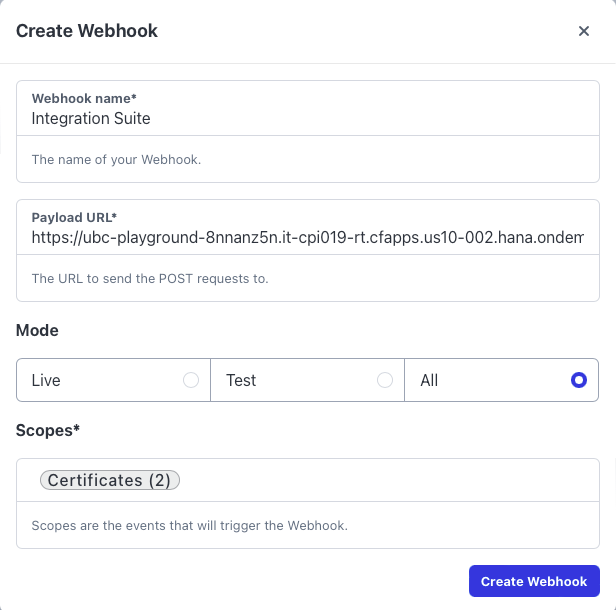 Create Webhook
Webhook name*
Integration Suite
The name of your Webhook.
Payload URL*
https://ubc-playground-8nnanz5n.it-cpi019-rt.cfapps.us10-002.hana.ondem
The URL to send the POST requests to.
Mode
Live
Test
All
Scopes*
Certificates (2)
Scopes are the events that will trigger the Webhook.
Create Webhook